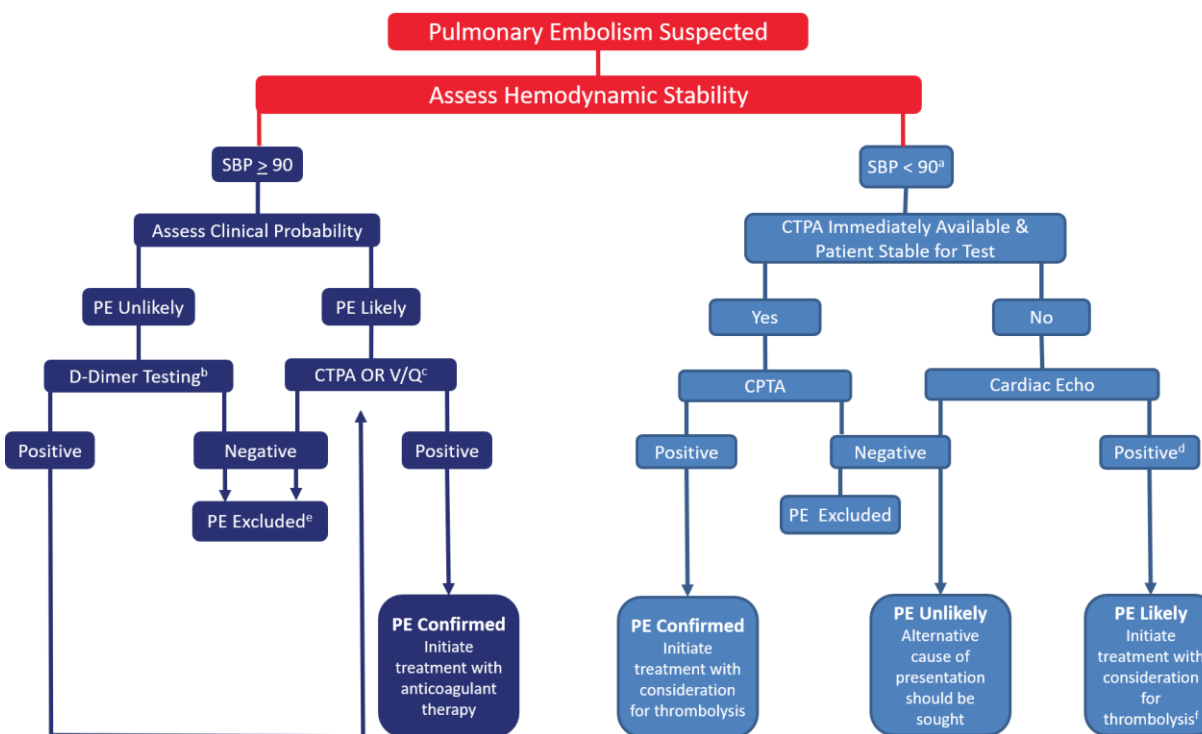 Pulmonary Embolism Suspected
Assess Hemodynamic Stability
SBP ≥ 90
SBP < 90ᵃ
Assess Clinical Probability
CTPA Immediately Available &
Patient Stable for Test
PE Unlikely
PE Likely
Yes
No
D-Dimer Testingᵇ
CTPA OR V/Qᶜ
CPTA
Cardiac Echo
Positive
Negative
Positive
Positive
Negative
Positiveᵈ
PE Excludedᵉ
PE Excluded
PE Confirmed
Initiate
treatment with
anticoagulant
therapy
PE Confirmed
Initiate
treatment with
consideration
for thrombolysis
PE Unlikely
Alternative
cause of
presentation
should be
sought
PE Likely
Initiate
treatment with
consideration
for
thrombolysisᶠ